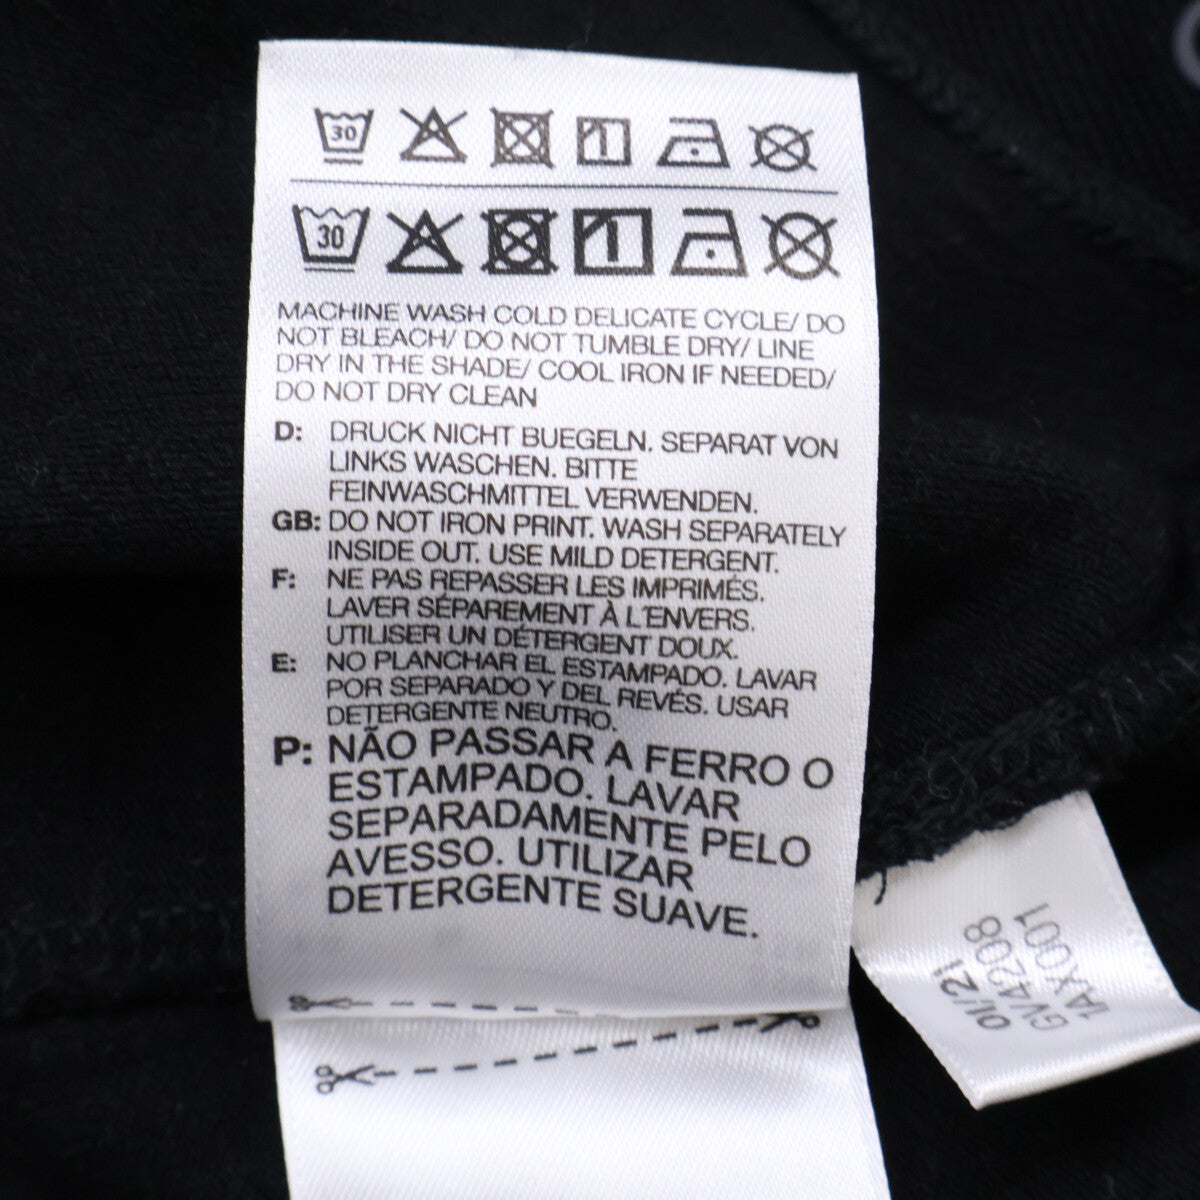 30
30
MACHINE WASH COLD DELICATE CYCLE/ DO
NOT BLEACH/ DO NOT TUMBLE DRY/ LINE
DRY IN THE SHADE/ COOL IRON IF NEEDED/
DO NOT DRY CLEAN
D: DRUCK NICHT BUEGELN. SEPARAT VON
LINKS WASCHEN. BITTE
FEINWASCHMITTEL VERWENDEN.
GB: DO NOT IRON PRINT. WASH SEPARATELY
INSIDE OUT. USE MILD DETERGENT.
F: NE PAS REPASSER LES IMPRIMÉS.
LAVER SÉPAREMENT À L'ENVERS.
UTILISER UN DÉTERGENT DOUX.
E: NO PLANCHAR EL ESTAMPADO. LAVAR
POR SEPARADO Y DEL REVÉS. USAR
DETERGENTE NEUTRO.
P: NÃO PASSAR A FERRO O
ESTAMPADO. LAVAR
SEPARADAMENTE PELO
AVESSO. UTILIZAR
DETERGENTE SUAVE.
01/21
GV4208
1AX001